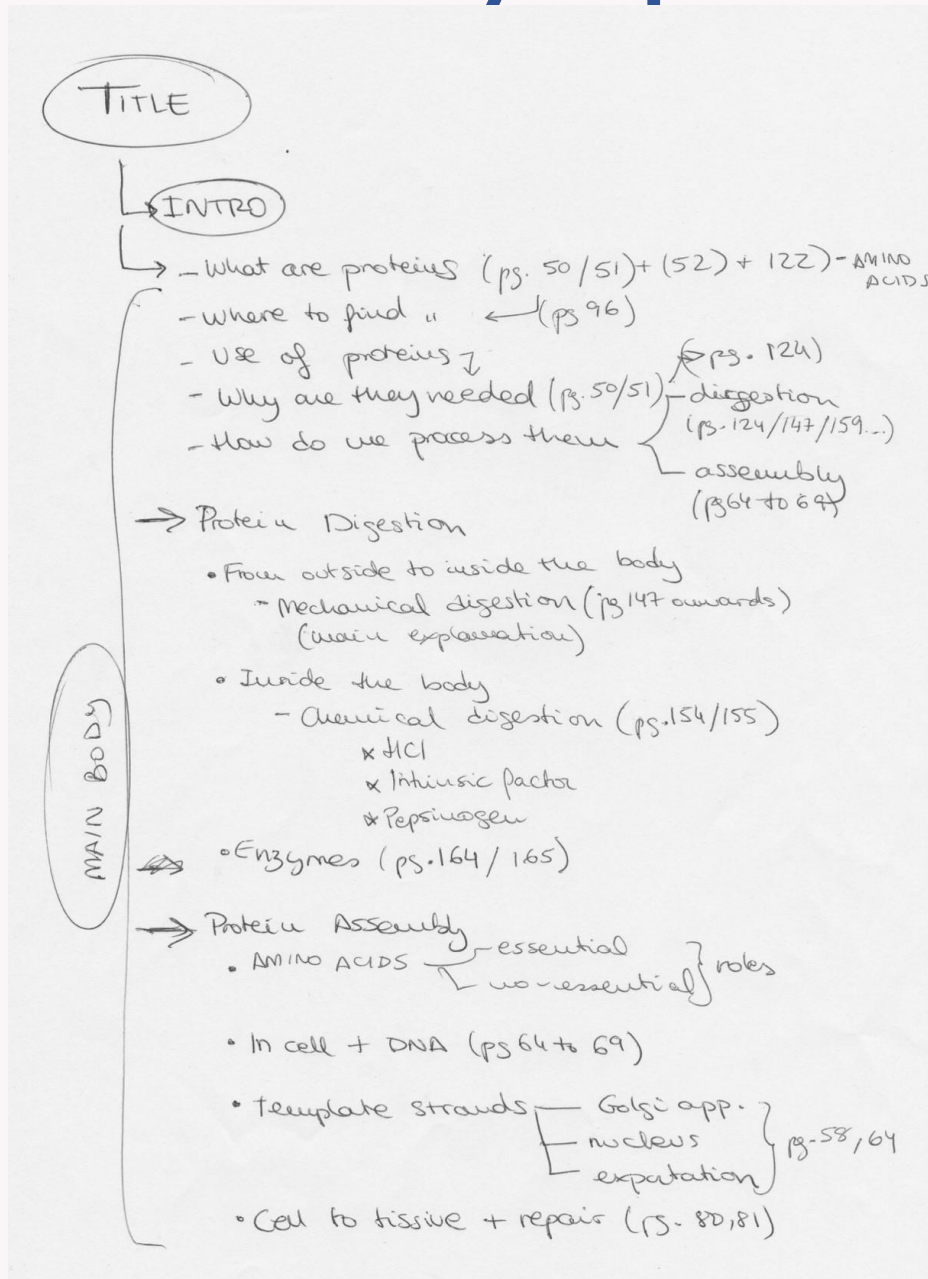 TITLE
INTRO
- What are proteins (pg. 50/51) + (52) + 122) - AMINO ACIDS
- Where to find " (pg 96)
- Use of proteins
(pg. 124)
- Why are they needed (pg. 50/51)
- How do we process them
- digestion
(pg. 124/147/159...)
- assembly
(pg 64 to 69)
MAIN BODY
→ Protein Digestion
• From outside to inside the body
- Mechanical digestion (pg 147 onwards)
(main explanation)
• Inside the body
- Chemical digestion (pg. 154/155)
* HCl
* Intrinsic factor
* Pepsinogen
• Enzymes (pg. 164/165)
→ Protein Assembly
• AMINO ACIDS
essential
no-essential
roles
• In cell + DNA (pg 64 to 69)
• Template strands
Golgi app.
nucleus
expotation
pg. 58, 64
• Cell to tissue + repair (pg. 80, 81)